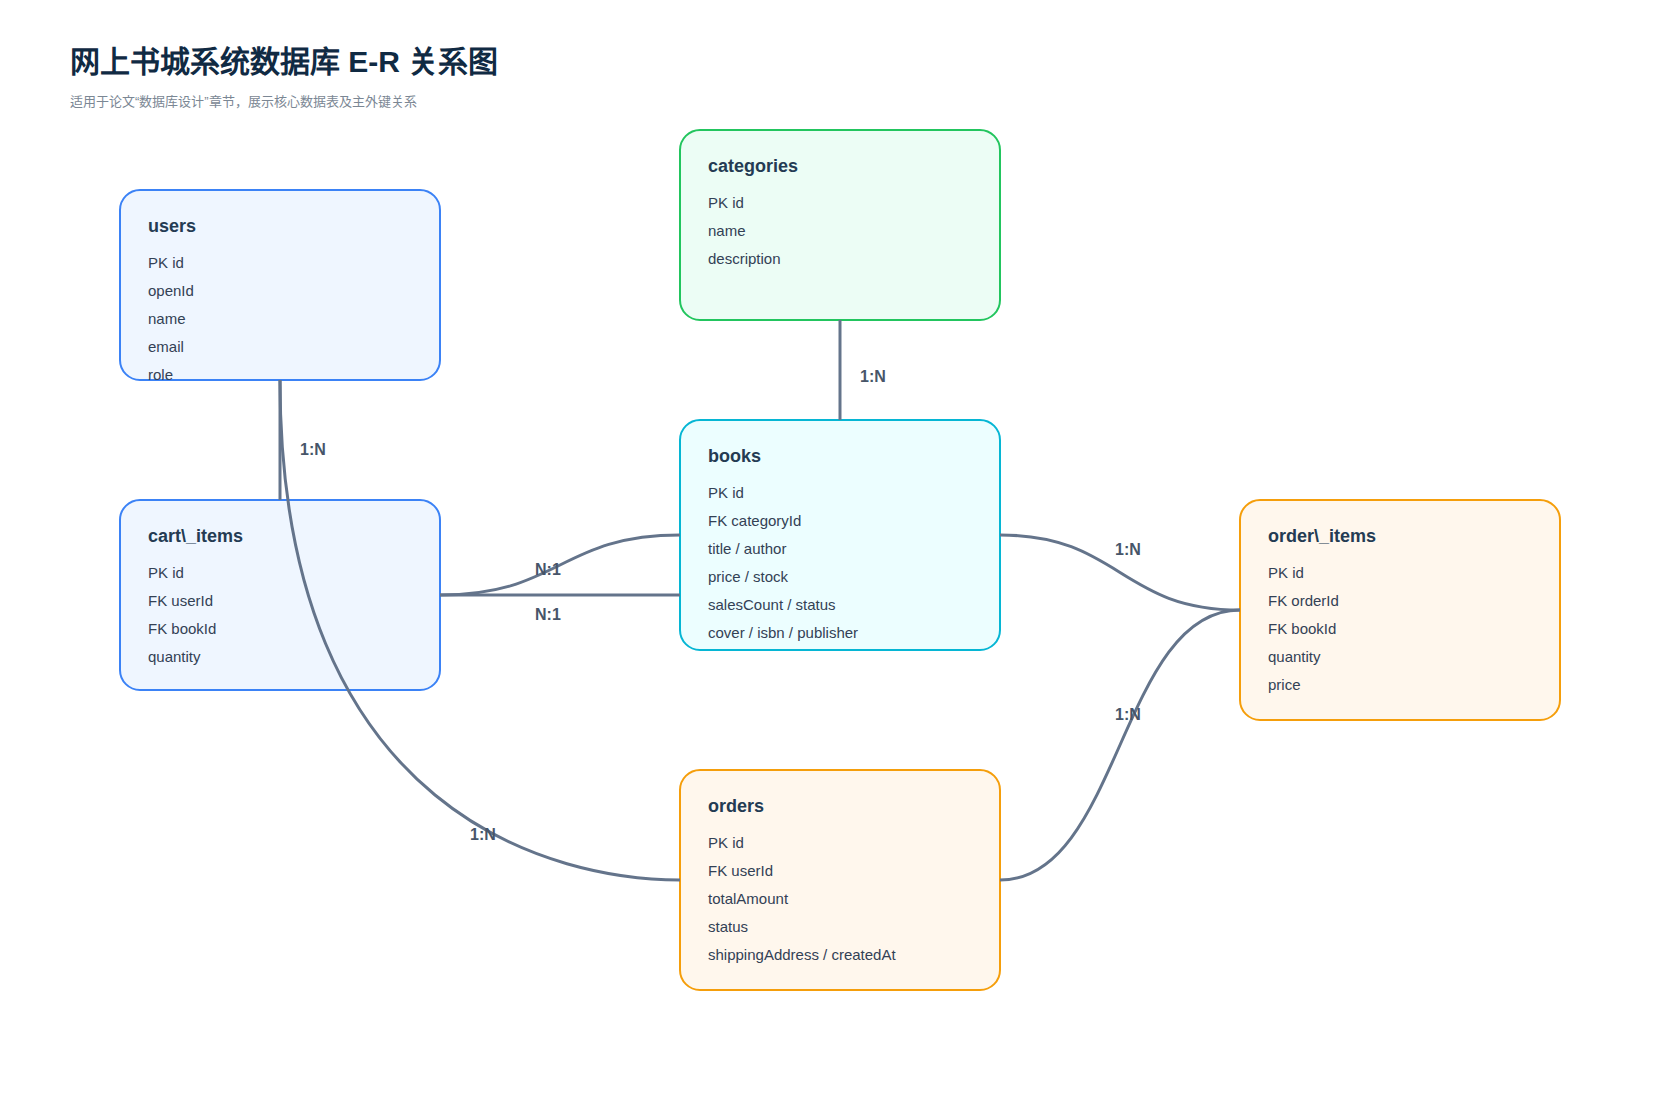 网上书城系统数据库 E-R 关系图
适用于论文“数据库设计”章节，展示核心数据表及主外键关系
categories
PK id
name
description
users
PK id
openId
name
email
role
1:N
1:N
books
PK id
FK categoryId
title / author
price / stock
salesCount / status
cover / isbn / publisher
cart\_items
PK id
FK userId
FK bookId
quantity
N:1
N:1
1:N
order\_items
PK id
FK orderId
FK bookId
quantity
price
1:N
1:N
orders
PK id
FK userId
totalAmount
status
shippingAddress / createdAt